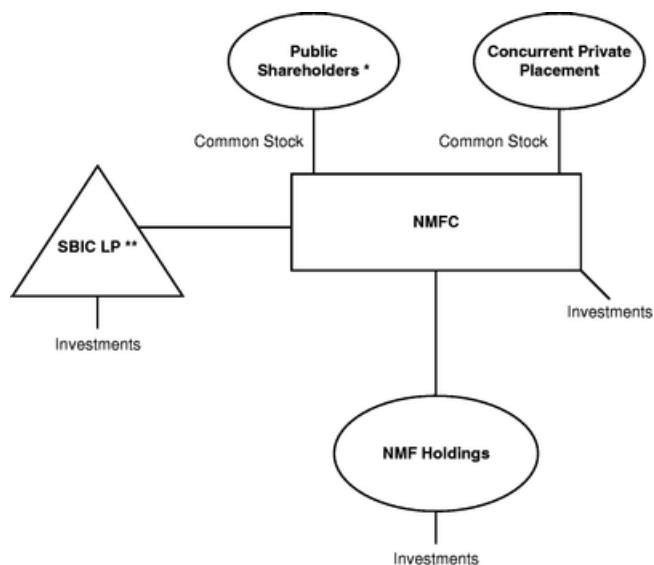 Public
Shareholders *
Concurrent Private
Placement
Common Stock
Common Stock
NMFC
SBIC LP **
Investments
Investments
NMF Holdings
Investments